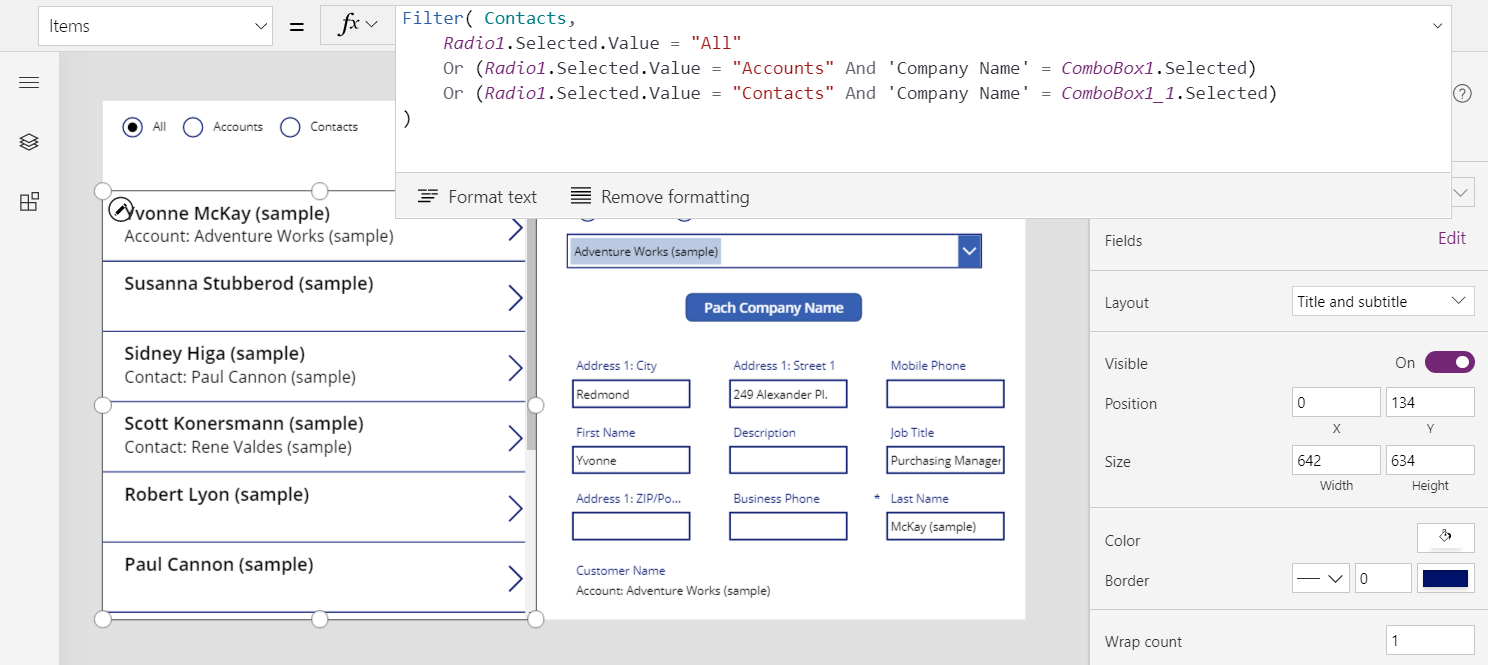 Items
=
fx
Filter( Contacts,
Radio1.Selected.Value = "All"
Or (Radio1.Selected.Value = "Accounts" And 'Company Name' = ComboBox1.Selected)
Or (Radio1.Selected.Value = "Contacts" And 'Company Name' = ComboBox1_1.Selected)
)
Format text Remove formatting
?
All Accounts Contacts
Yvonne McKay (sample)
Account: Adventure Works (sample)
Susanna Stubberod (sample)
Sidney Higa (sample)
Contact: Paul Cannon (sample)
Scott Konersmann (sample)
Contact: Rene Valdes (sample)
Robert Lyon (sample)
Paul Cannon (sample)
Adventure Works (sample)
Pach Company Name
Address 1: City Address 1: Street 1 Mobile Phone
Redmond 249 Alexander Pl.
First Name Description Job Title
Yvonne Purchasing Manager
Address 1: ZIP/Po... Business Phone * Last Name
McKay (sample)
Customer Name
Account: Adventure Works (sample)
Fields Edit
Layout Title and subtitle
Visible On
Position 0 134
X Y
Size 642 634
Width Height
Color
Border 0
Wrap count 1